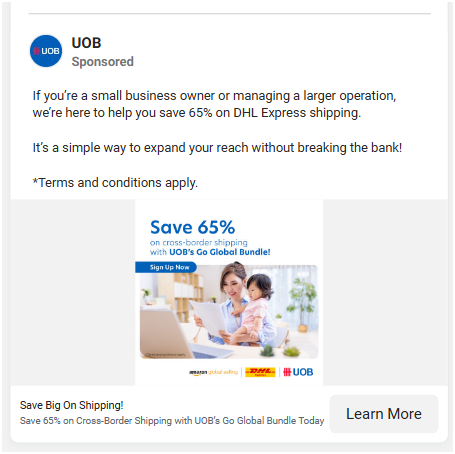 UOB
UOB
Sponsored
If you're a small business owner or managing a larger operation,
we're here to help you save 65% on DHL Express shipping.
It's a simple way to expand your reach without breaking the bank!
*Terms and conditions apply.
Save 65%
on cross-border shipping
with UOB's Go Global Bundle!
Sign Up Now
amazon global selling
DHL
UOB
Save Big On Shipping!
Save 65% on Cross-Border Shipping with UOB's Go Global Bundle Today
Learn More